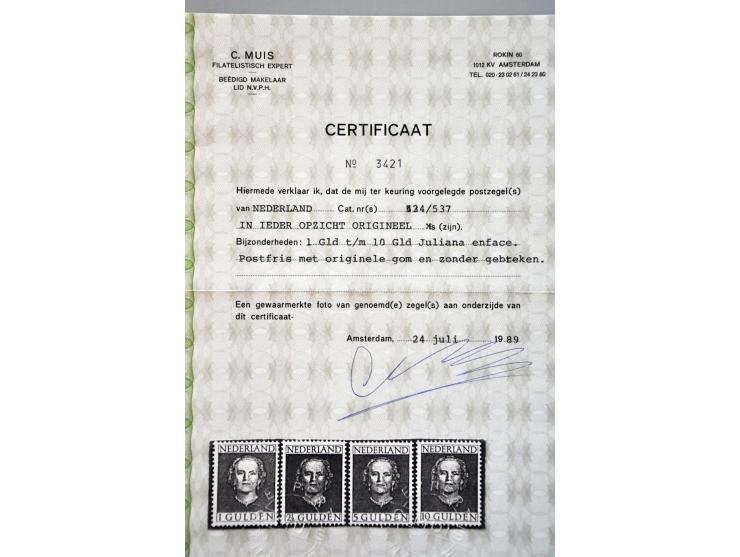 C. MUIS
FILATELISTISCH EXPERT
BEËDIGD MAKELAAR
LID N.V.P.H.
ROKIN 60
1012 KV AMSTERDAM
TEL. 020 - 23 02 61 / 24 23 80
CERTIFICAAT
Nº 3421
Hiermede verklaar ik, dat de mij ter keuring voorgelegde postzegel(s)
van NEDERLAND Cat. nr(s) 534/537
IN IEDER OPZICHT ORIGINEEL is (zijn).
Bijzonderheden: 1 Gld t/m 10 Gld Juliana enface.
Postfris met originele gom en zonder gebreken.
Een gewaarmerkte foto van genoemd(e) zegel(s) aan onderzijde van
dit certificaat.
Amsterdam, 24 juli 1989
NEDERLAND NEDERLAND NEDERLAND NEDERLAND
1 GULDEN 2½ GULDEN 5 GULDEN 10 GULDEN